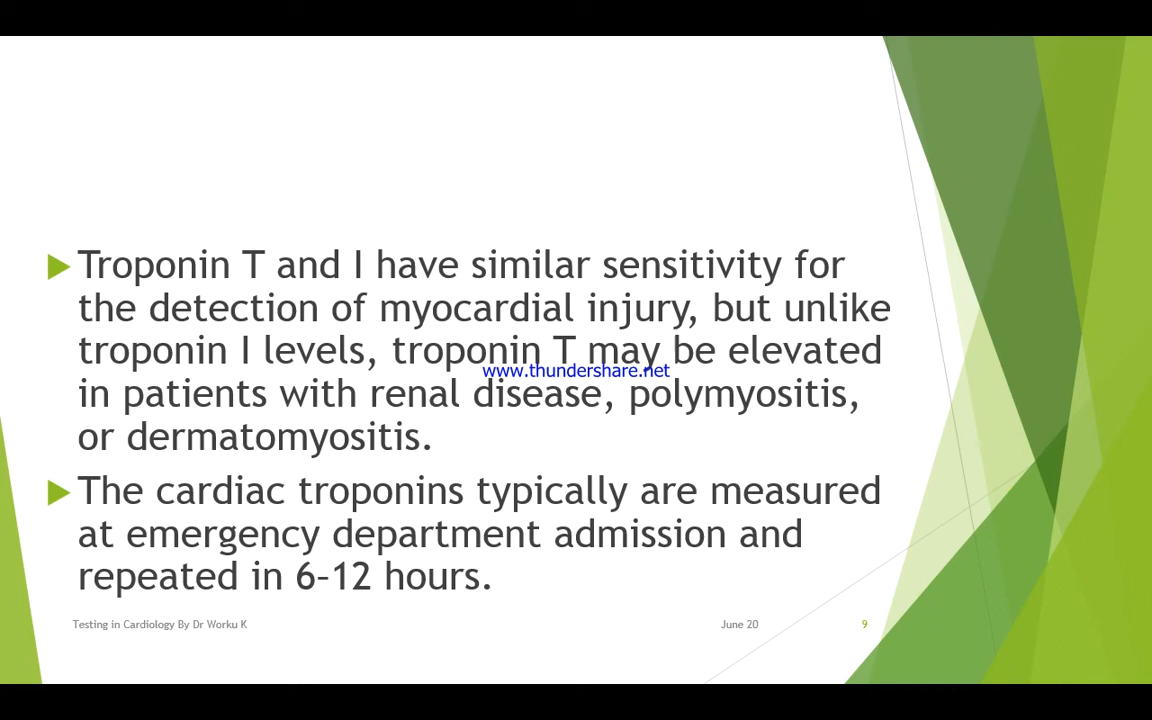 Troponin T and I have similar sensitivity for
the detection of myocardial injury, but unlike
troponin I levels, troponin T may be elevated
www.thundershare.net
in patients with renal disease, polymyositis,
or dermatomyositis.
The cardiac troponins typically are measured
at emergency department admission and
repeated in 6–12 hours.
Testing in Cardiology By Dr Worku K
June 20
9